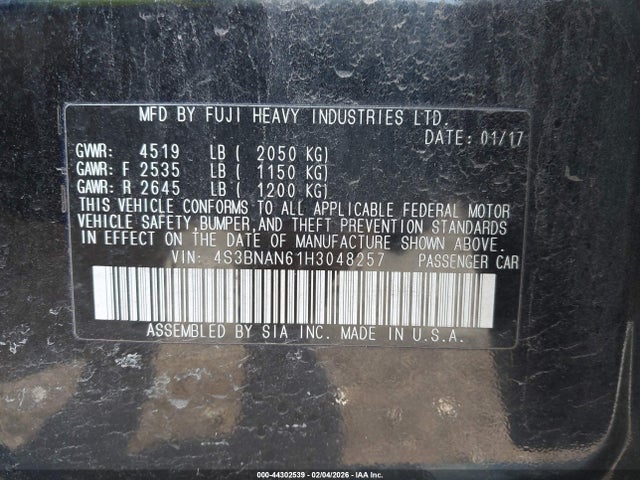 MFD BY FUJI HEAVY INDUSTRIES LTD.
DATE: 01/17
GVWR: 4519 LB ( 2050 KG)
GAWR: F 2535 LB ( 1150 KG)
GAWR: R 2645 LB ( 1200 KG)
THIS VEHICLE CONFORMS TO ALL APPLICABLE FEDERAL MOTOR
VEHICLE SAFETY,BUMPER,AND THEFT PREVENTION STANDARDS
IN EFFECT ON THE DATE OF MANUFACTURE SHOWN ABOVE.
VIN: 4S3BNAN61H3048257 PASSENGER CAR
ASSEMBLED BY SIA INC. IN U.S.A.
000-44302539 - 02/04/2026 - IAA Inc.